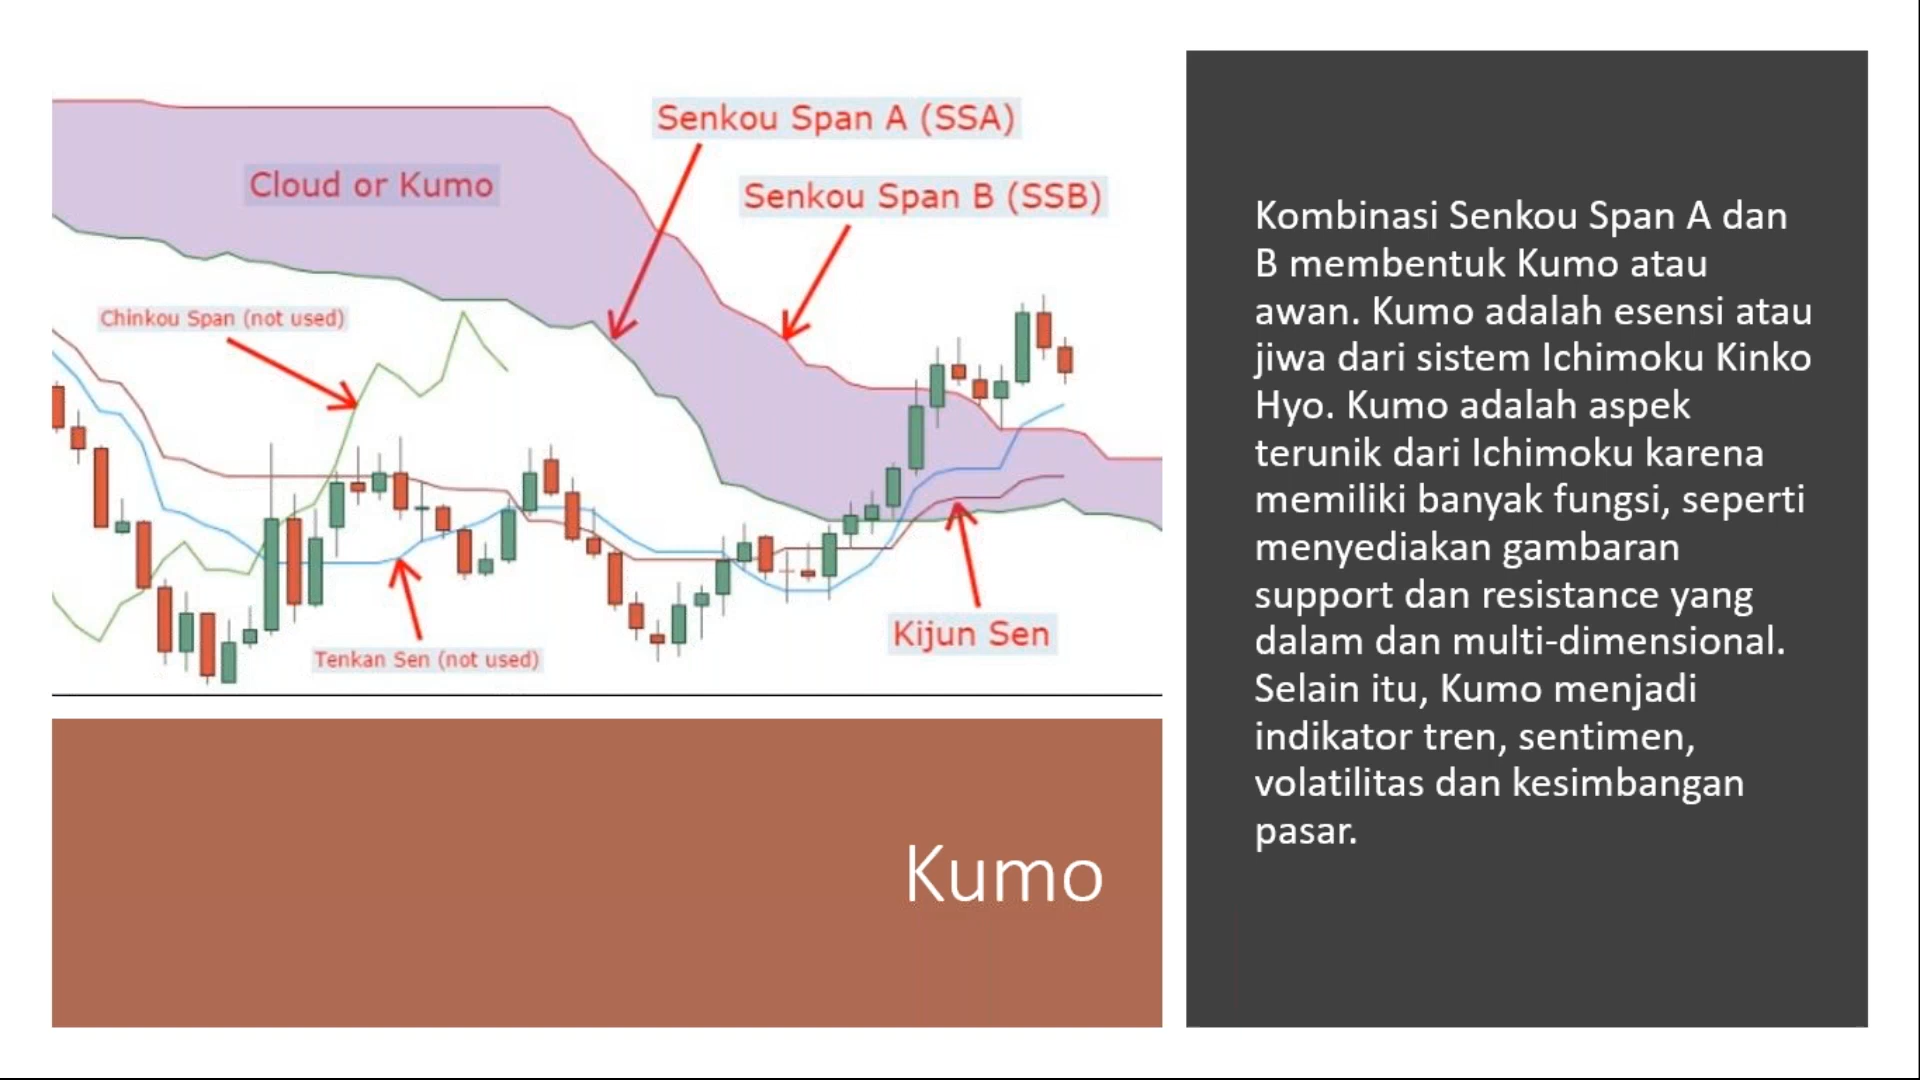 Senkou Span A (SSA)
Cloud or Kumo
Senkou Span B (SSB)
Chinkou Span (not used)
Kijun Sen
Tenkan Sen (not used)
Kumo
Kombinasi Senkou Span A dan
B membentuk Kumo atau
awan. Kumo adalah esensi atau
jiwa dari sistem Ichimoku Kinko
Hyo. Kumo adalah aspek
terunik dari Ichimoku karena
memiliki banyak fungsi, seperti
menyediakan gambaran
support dan resistance yang
dalam dan multi-dimensional.
Selain itu, Kumo menjadi
indikator tren, sentimen,
volatilitas dan kesimbangan
pasar.